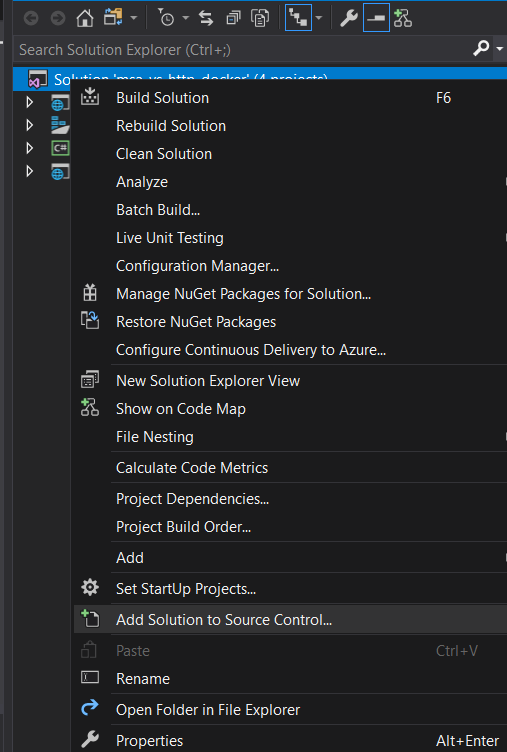 Search Solution Explorer (Ctrl+;)
Solution 'msa-vs-http-docker' (4 projects)
Build Solution F6
Rebuild Solution
Clean Solution
Analyze
Batch Build...
Live Unit Testing
Configuration Manager...
Manage NuGet Packages for Solution...
Restore NuGet Packages
Configure Continuous Delivery to Azure...
New Solution Explorer View
Show on Code Map
File Nesting
C#
Calculate Code Metrics
Project Dependencies...
Project Build Order...
Add
Set StartUp Projects...
Add Solution to Source Control...
Paste Ctrl+V
Rename
Open Folder in File Explorer
Properties Alt+Enter